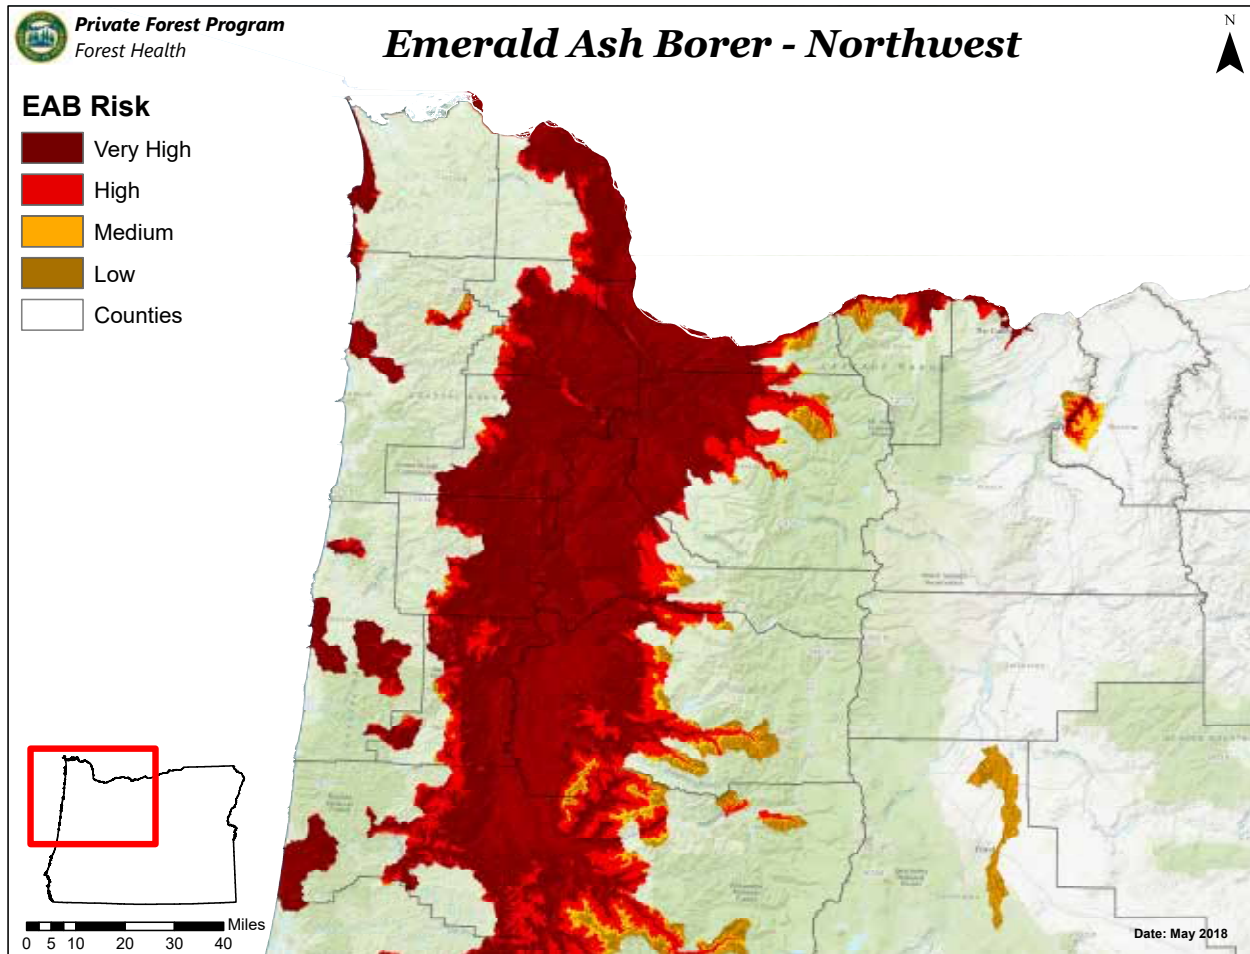 Private Forest Program
Forest Health
Emerald Ash Borer - Northwest
N
EAB Risk
Very High
High
Medium
Low
Counties
Miles
0 5 10 20 30 40
Date: May 2018